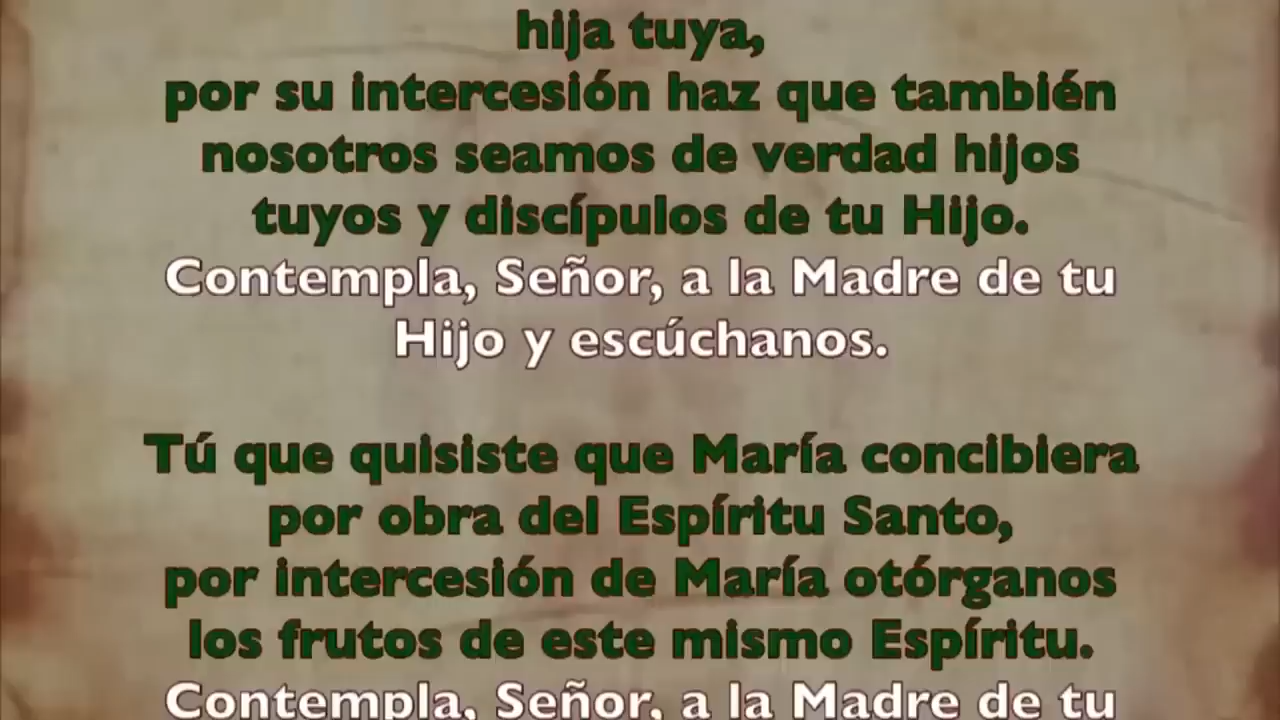 hija tuya,
por su intercesión haz que también
nosotros seamos de verdad hijos
tuyos y discípulos de tu Hijo.
Contempla, Señor, a la Madre de tu
Hijo y escúchanos.
Tú que quisiste que María concibiera
por obra del Espíritu Santo,
por intercesión de María otórganos
los frutos de este mismo Espíritu.
Contempla, Señor, a la Madre de tu